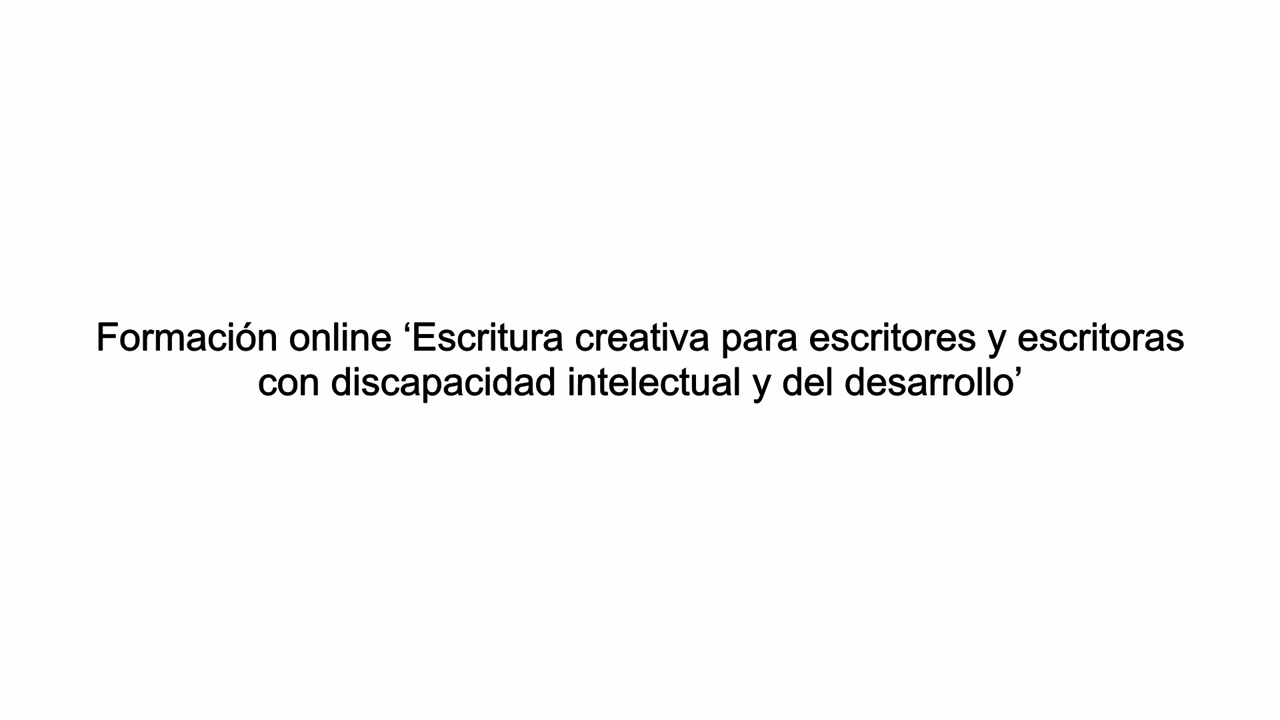 Formación online ‘Escritura creativa para escritores y escritoras
con discapacidad intelectual y del desarrollo’